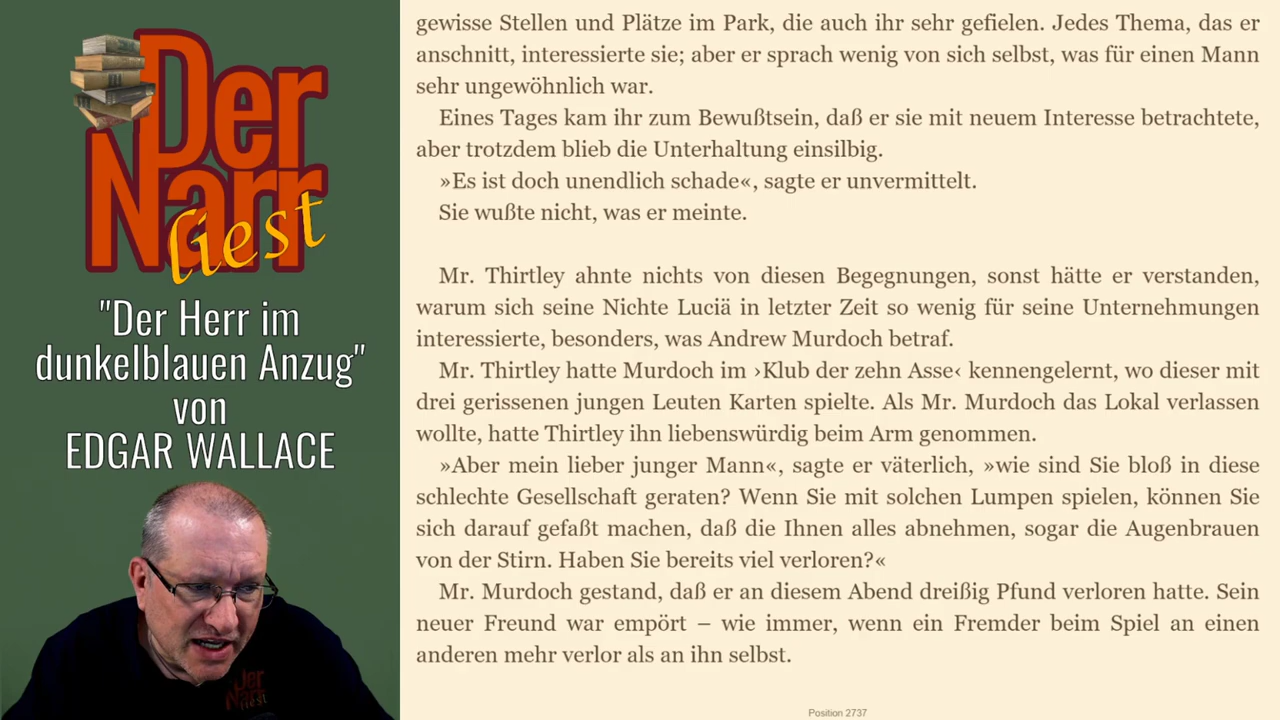 Der
Narr
liest
"Der Herr im
dunkelblauen Anzug"
von
EDGAR WALLACE
Der
Narr
liest
gewisse Stellen und Plätze im Park, die auch ihr sehr gefielen. Jedes Thema, das er
anschnitt, interessierte sie; aber er sprach wenig von sich selbst, was für einen Mann
sehr ungewöhnlich war.
Eines Tages kam ihr zum Bewußtsein, daß er sie mit neuem Interesse betrachtete,
aber trotzdem blieb die Unterhaltung einsilbig.
»Es ist doch unendlich schade«, sagte er unvermittelt.
Sie wußte nicht, was er meinte.
Mr. Thirtley ahnte nichts von diesen Begegnungen, sonst hätte er verstanden,
warum sich seine Nichte Luciä in letzter Zeit so wenig für seine Unternehmungen
interessierte, besonders, was Andrew Murdoch betraf.
Mr. Thirtley hatte Murdoch im ›Klub der zehn Asse‹ kennengelernt, wo dieser mit
drei gerissenen jungen Leuten Karten spielte. Als Mr. Murdoch das Lokal verlassen
wollte, hatte Thirtley ihn liebenswürdig beim Arm genommen.
»Aber mein lieber junger Mann«, sagte er väterlich, »wie sind Sie bloß in diese
schlechte Gesellschaft geraten? Wenn Sie mit solchen Lumpen spielen, können Sie
sich darauf gefaßt machen, daß die Ihnen alles abnehmen, sogar die Augenbrauen
von der Stirn. Haben Sie bereits viel verloren?«
Mr. Murdoch gestand, daß er an diesem Abend dreißig Pfund verloren hatte. Sein
neuer Freund war empört – wie immer, wenn ein Fremder beim Spiel an einen
anderen mehr verlor als an ihn selbst.
Position 2737